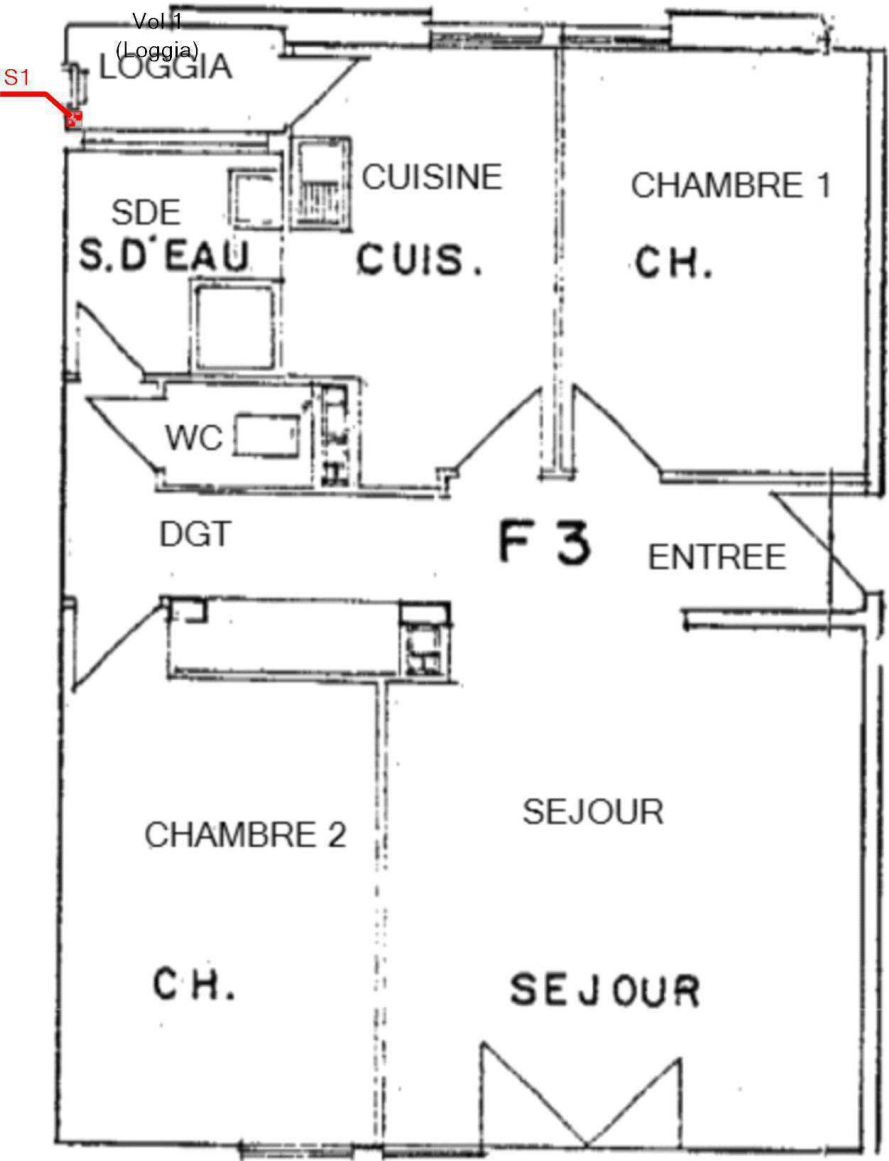 Vol 1
(Loggia)
LOGGIA
S1
CUISINE
CHAMBRE 1
SDE
S.D'EAU
CUIS.
CH.
WC
DGT
F3
ENTREE
SEJOUR
CHAMBRE 2
CH.
SEJOUR